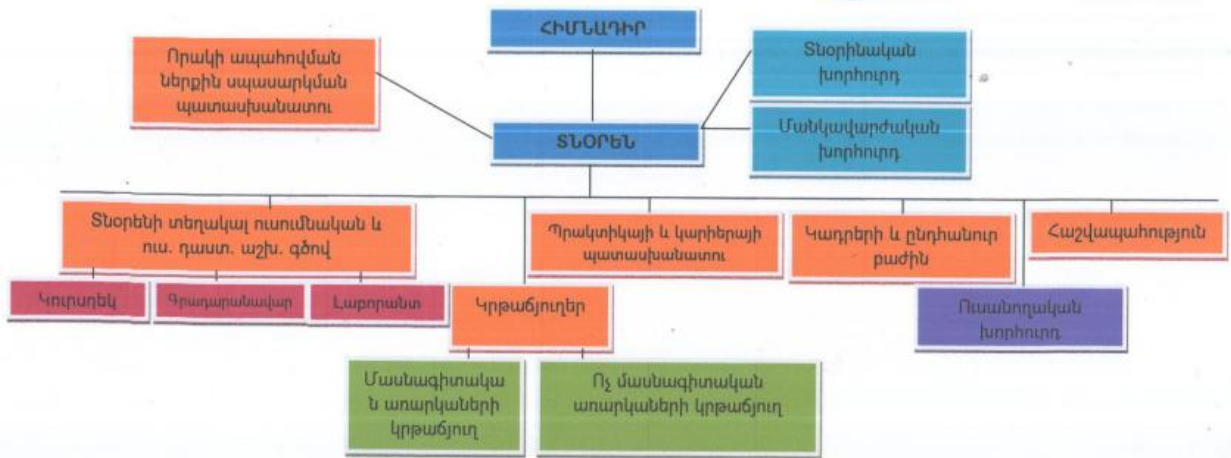 ՀԻՄՆԱԴԻՐ
Որակի ապահովման
ներքին սպասարկման
պատասխանատու
Տնօրինական
խորհուրդ
Մանկավարժական
խորհուրդ
ՏՆՕՐԵՆ
Տնօրենի տեղակալ ուսումնական և
ուս. դաստ. աշխ. գծով
Պրակտիկայի և կարիերայի
պատասխանատու
Կադրերի և ընդհանուր
բաժին
Հաշվապահություն
Կուրսղեկ
Գրադարանավար
Լաբորանտ
Կրթաճյուղեր
Ուսանողական
խորհուրդ
Մասնագիտակա
ն առարկաների
կրթաճյուղ
Ոչ մասնագիտական
առարկաների կրթաճյուղ